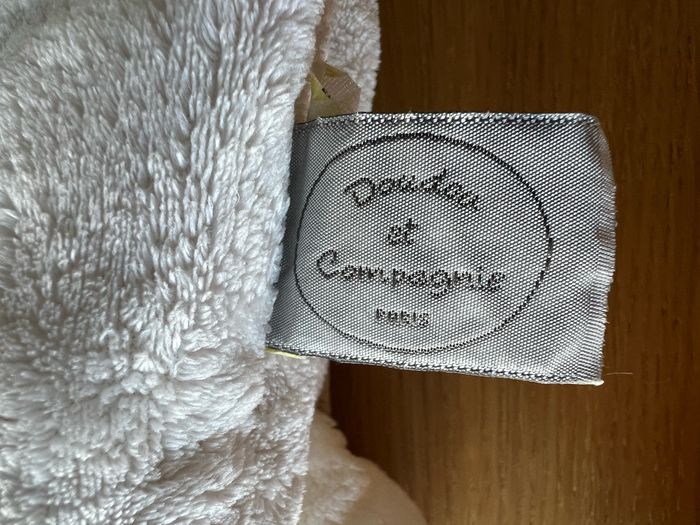 Doudou
et
Compagnie
PARIS